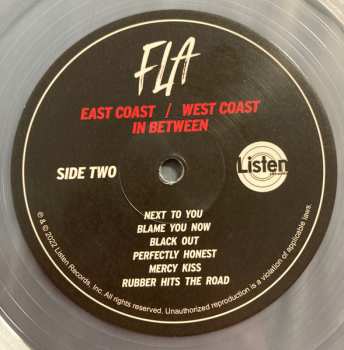 FLA
EAST COAST / WEST COAST
IN BETWEEN
SIDE TWO
Listen
NEXT TO YOU
BLAME YOU NOW
BLACK OUT
PERFECTLY HONEST
MERCY KISS
RUBBER HITS THE ROAD
℗ & © 2022 Listen Records, Inc. All rights reserved. Unauthorized reproduction is a violation of applicable laws.